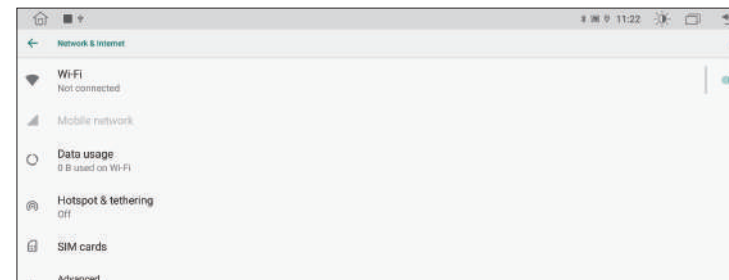 11:22
Network & Internet
Wi-Fi
Not connected
Mobile network
Data usage
0 B used on Wi-Fi
Hotspot & tethering
Off
SIM cards
Advanced